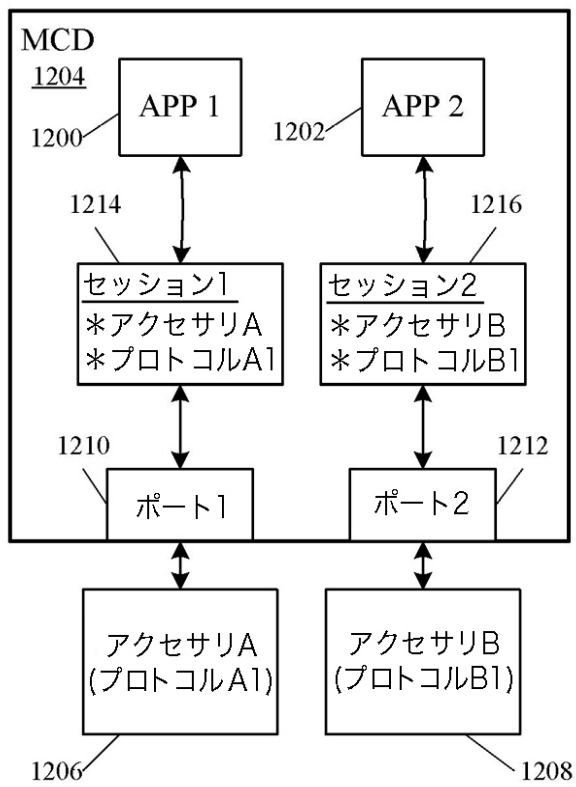 MCD
1204
APP 1
1200
APP 2
1202
1214
1216
セッション1
＊アクセサリA
＊プロトコルA1
セッション2
＊アクセサリB
＊プロトコルB1
1210
1212
ポート1
ポート2
アクセサリA
(プロトコルA1)
アクセサリB
(プロトコルB1)
1206
1208